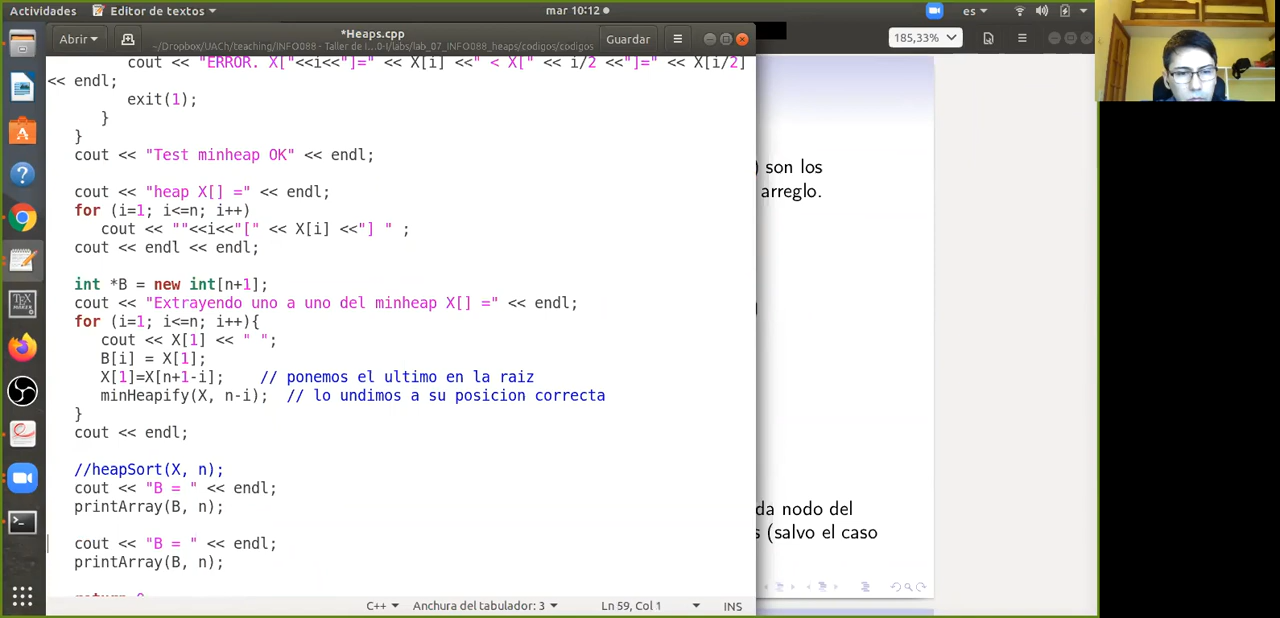 Actividades
Editor de textos
mar 10:12
es
Abrir
*Heaps.cpp
~/Dropbox/UACh/teaching/INFO088 - Taller de i…0-I/labs/lab_07_INFO088_heaps/codigos/codigos
Guardar
185,33%
cout << "ERROR. X["<<i<<"]=" << X[i] <<" < X[" << i/2 <<"]=" << X[i/2]
<< endl;
exit(1);
}
}
cout << "Test minheap OK" << endl;
cout << "heap X[] =" << endl;
for (i=1; i<=n; i++)
cout << ""<<i<<"[" << X[i] <<"] " ;
cout << endl << endl;
int *B = new int[n+1];
cout << "Extrayendo uno a uno del minheap X[] =" << endl;
for (i=1; i<=n; i++){
cout << X[1] << " ";
B[i] = X[1];
X[1]=X[n+1-i]; // ponemos el ultimo en la raiz
minHeapify(X, n-i); // lo undimos a su posicion correcta
}
cout << endl;
//heapSort(X, n);
cout << "B = " << endl;
printArray(B, n);
cout << "B = " << endl;
printArray(B, n);
C++
Anchura del tabulador: 3
Ln 59, Col 1
INS
) son los
arreglo.
)
da nodo del
s (salvo el caso